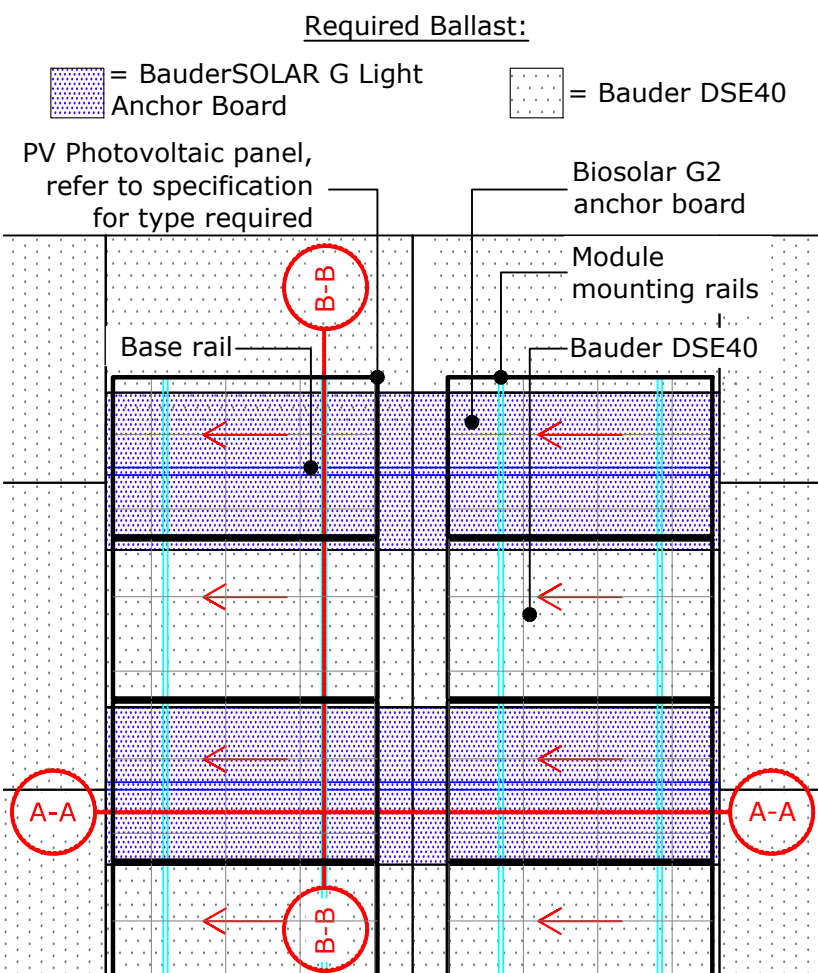 Required Ballast:
= BauderSOLAR G Light
Anchor Board
= Bauder DSE40
PV Photovoltaic panel,
refer to specification
for type required
Biosolar G2
anchor board
B-B
Module
mounting rails
Base rail
Bauder DSE40
A-A
A-A
B-B